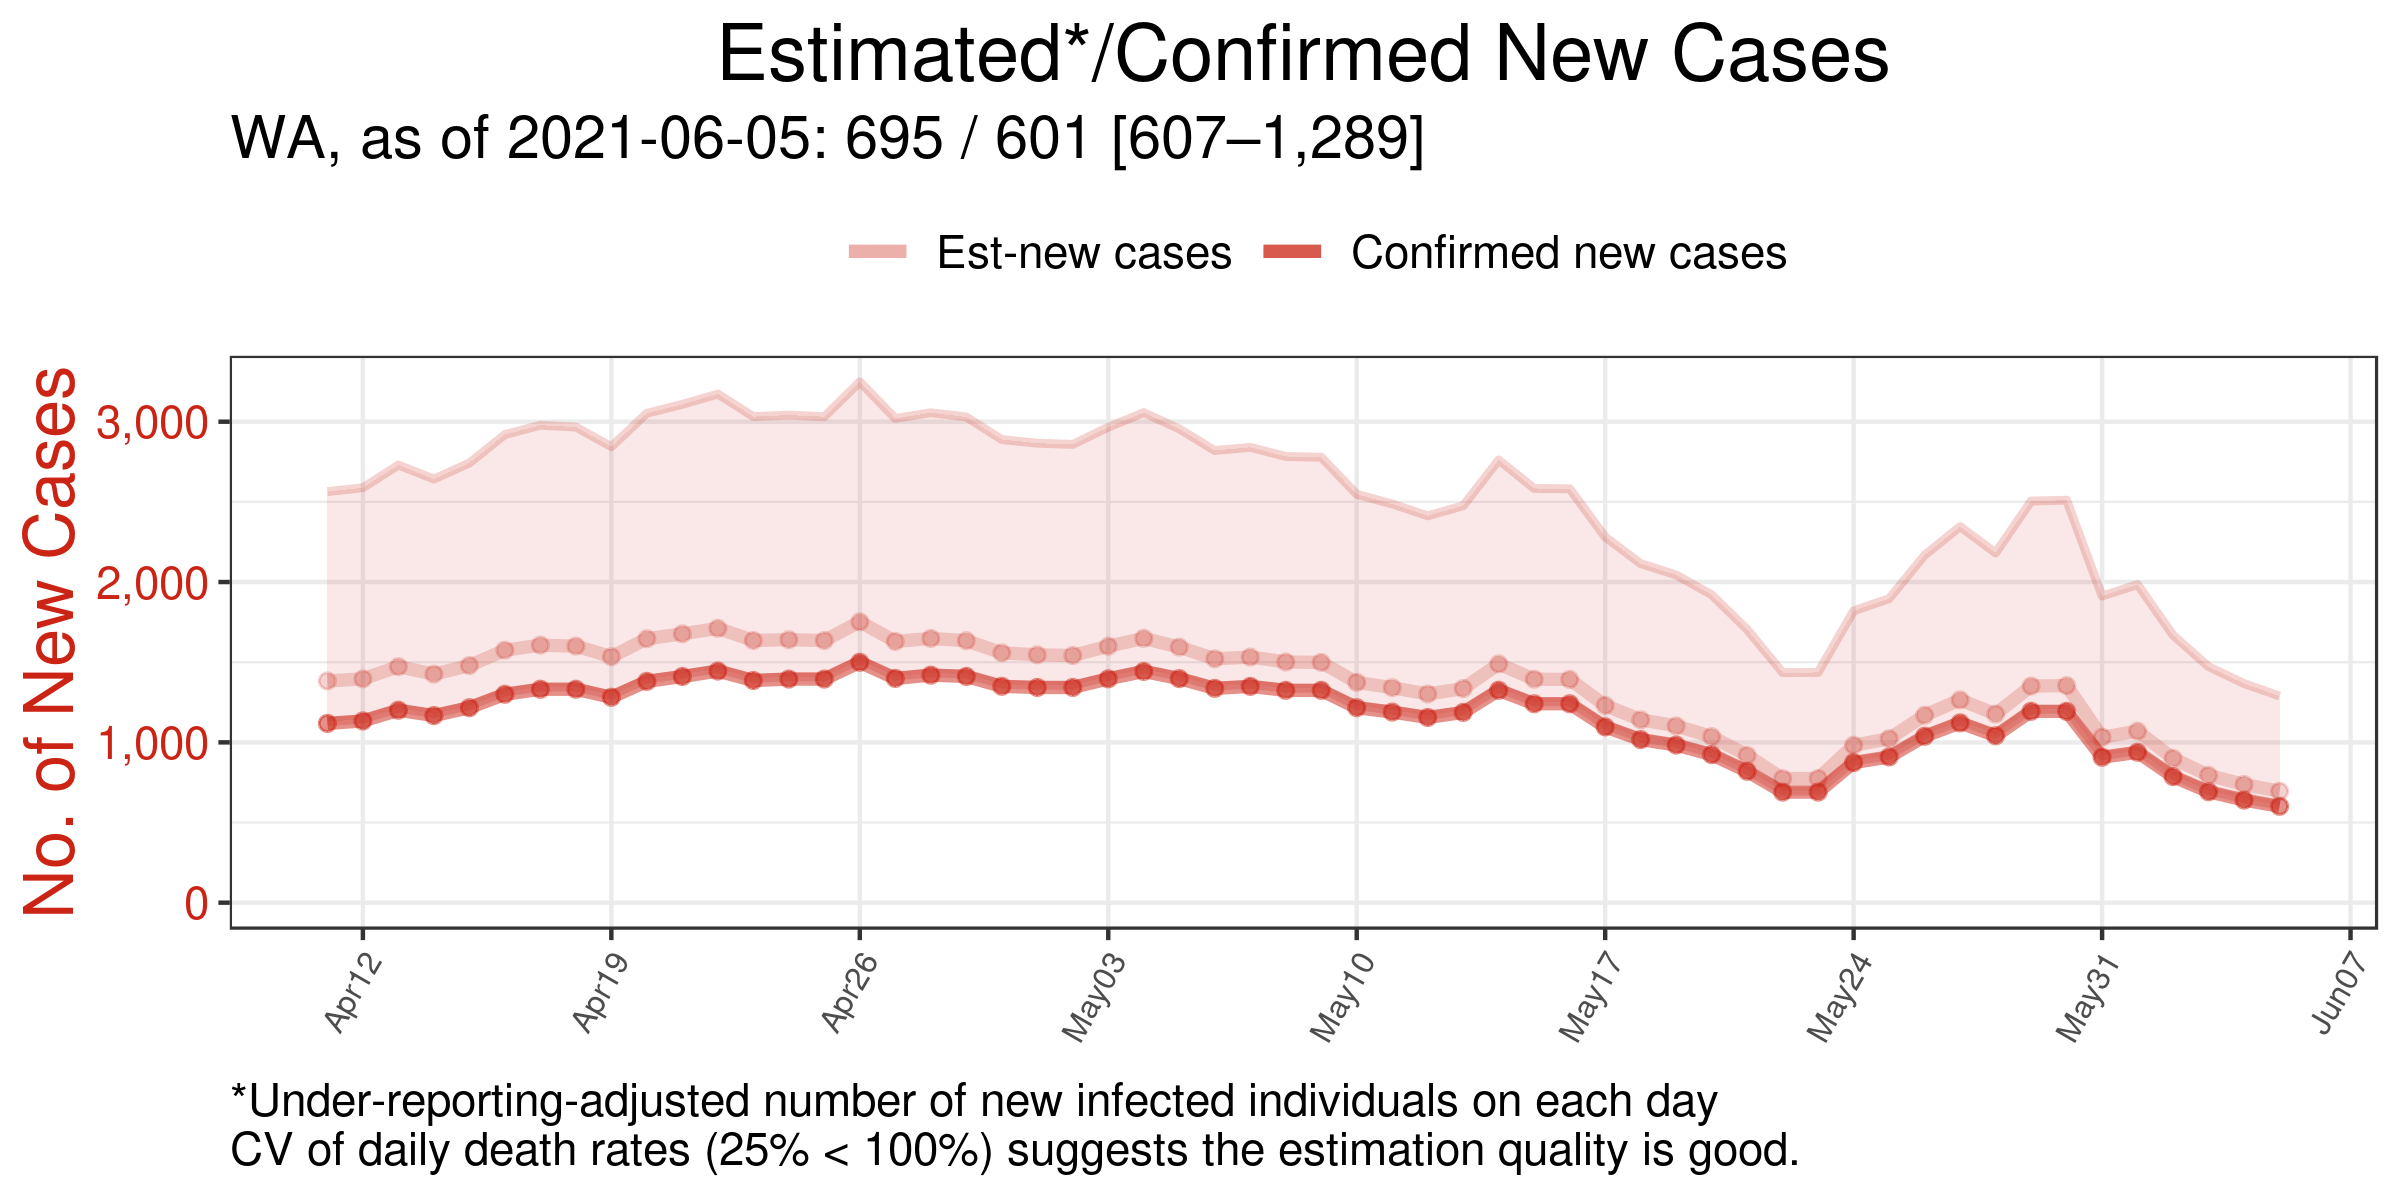 Estimated*/Confirmed New Cases
WA, as of 2021-06-05: 695 / 601 [607–1,289]
Est-new cases
Confirmed new cases
No. of New Cases
3,000
2,000
1,000
0
Apr12
Apr19
Apr26
May03
May10
May17
May24
May31
Jun07
*Under-reporting-adjusted number of new infected individuals on each day
CV of daily death rates (25% < 100%) suggests the estimation quality is good.